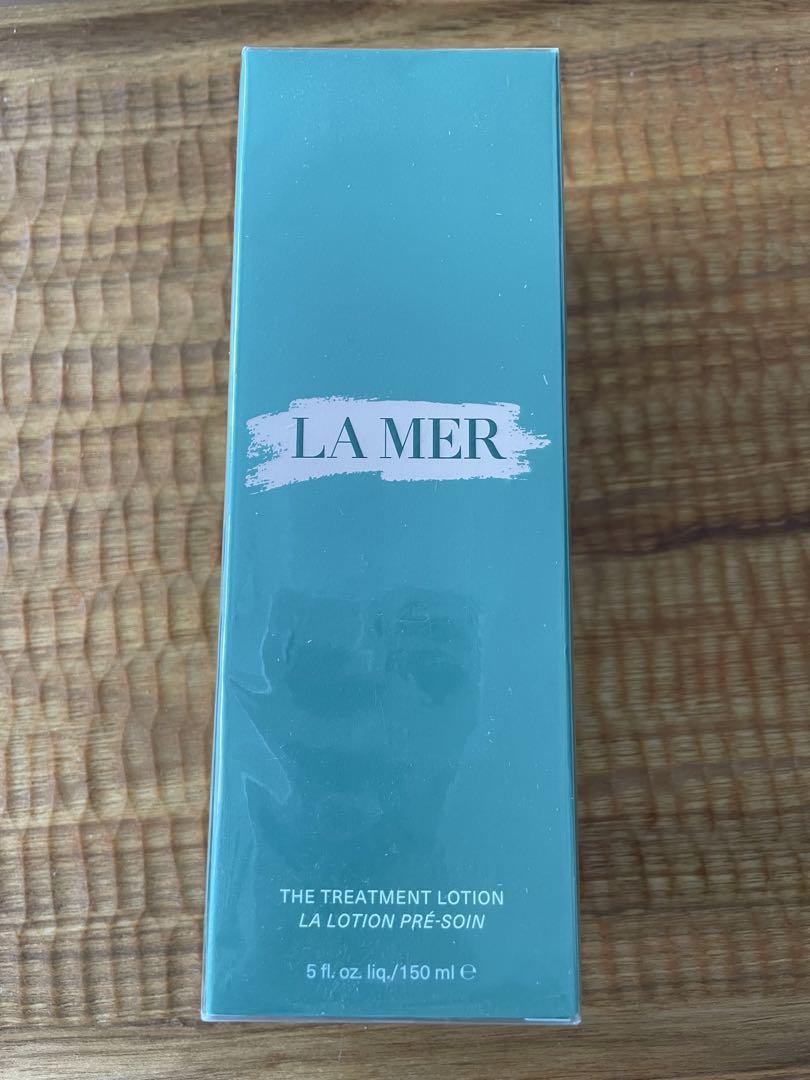 LA MER
THE TREATMENT LOTION
LA LOTION PRÉ-SOIN
5 fl. oz. liq./150 ml ℮